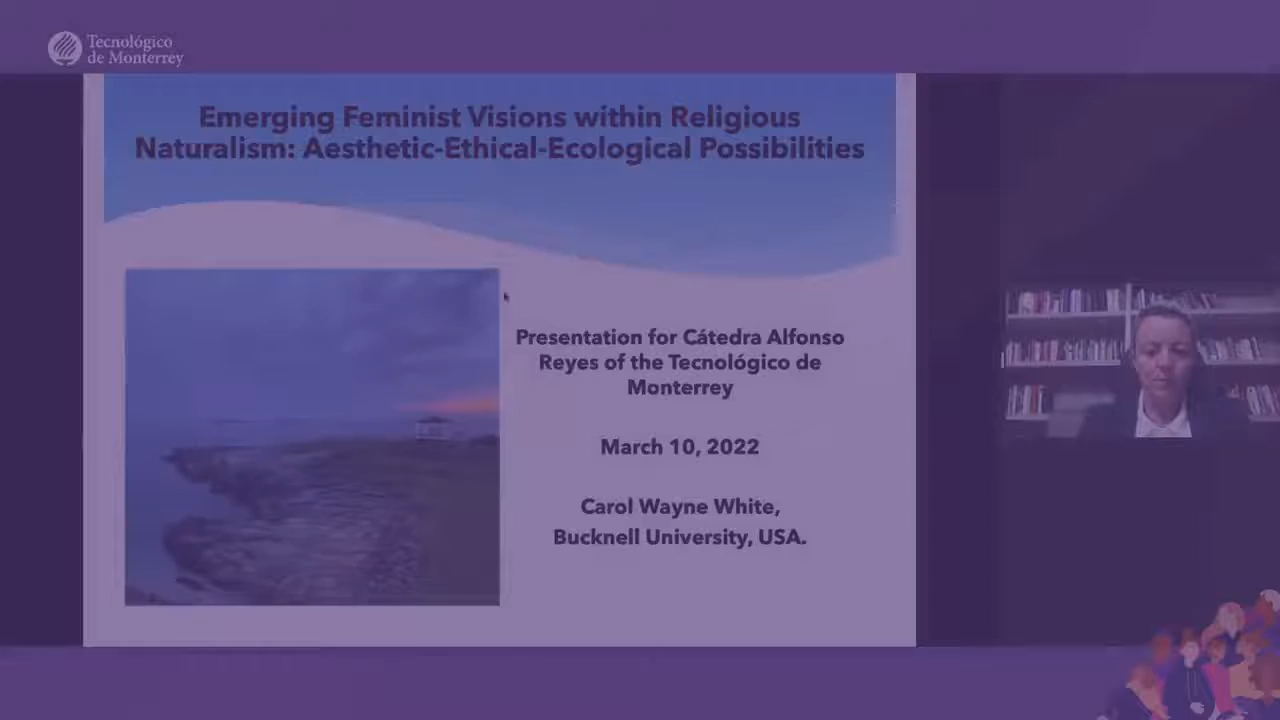 Tecnológico
de Monterrey
Emerging Feminist Visions within Religious
Naturalism: Aesthetic-Ethical-Ecological Possibilities
Presentation for Cátedra Alfonso
Reyes of the Tecnológico de
Monterrey
March 10, 2022
Carol Wayne White,
Bucknell University, USA.